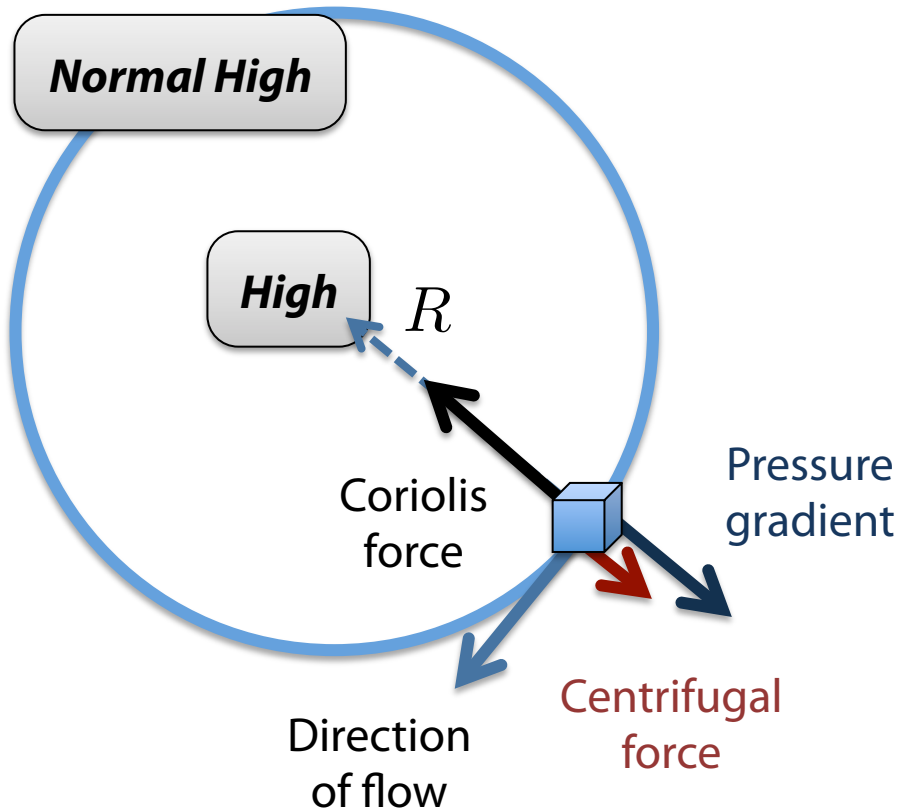 Normal High
High
R
Coriolis
force
Pressure
gradient
Centrifugal
force
Direction
of flow